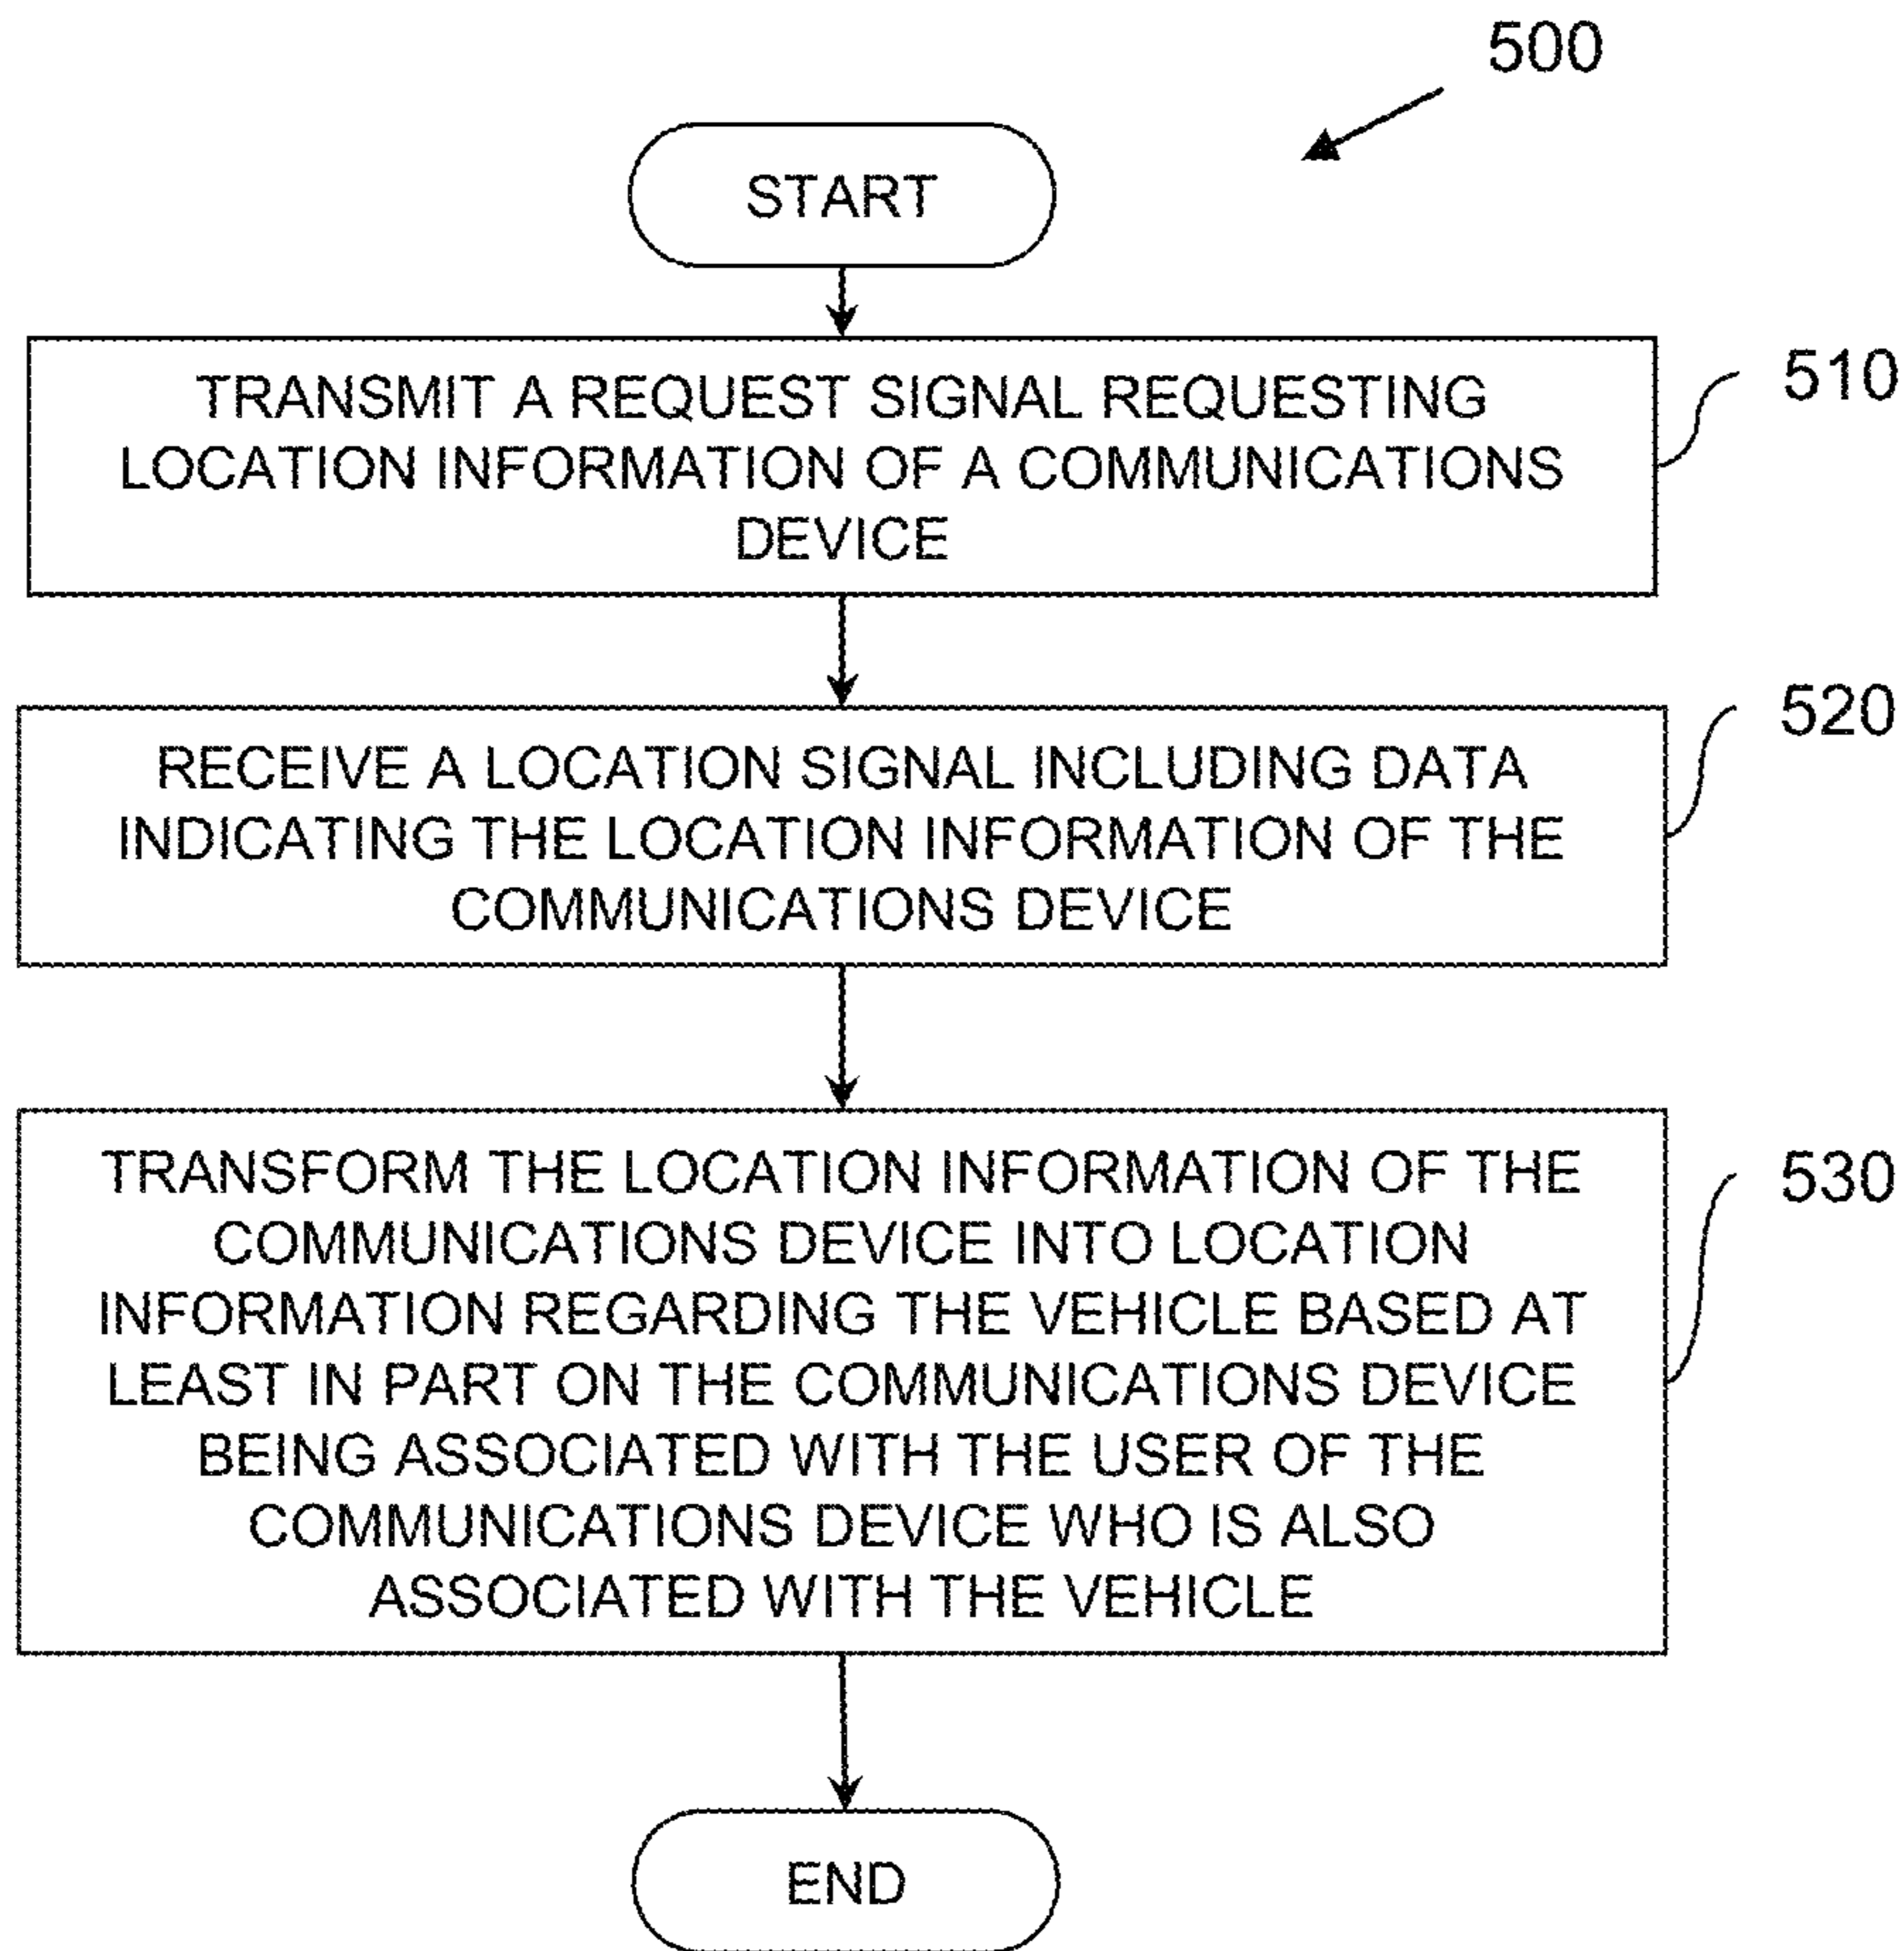 500
START
TRANSMIT A REQUEST SIGNAL REQUESTING
LOCATION INFORMATION OF A COMMUNICATIONS
DEVICE
510
RECEIVE A LOCATION SIGNAL INCLUDING DATA
INDICATING THE LOCATION INFORMATION OF THE
COMMUNICATIONS DEVICE
520
TRANSFORM THE LOCATION INFORMATION OF THE
COMMUNICATIONS DEVICE INTO LOCATION
INFORMATION REGARDING THE VEHICLE BASED AT
LEAST IN PART ON THE COMMUNICATIONS DEVICE
BEING ASSOCIATED WITH THE USER OF THE
COMMUNICATIONS DEVICE WHO IS ALSO
ASSOCIATED WITH THE VEHICLE
530
END